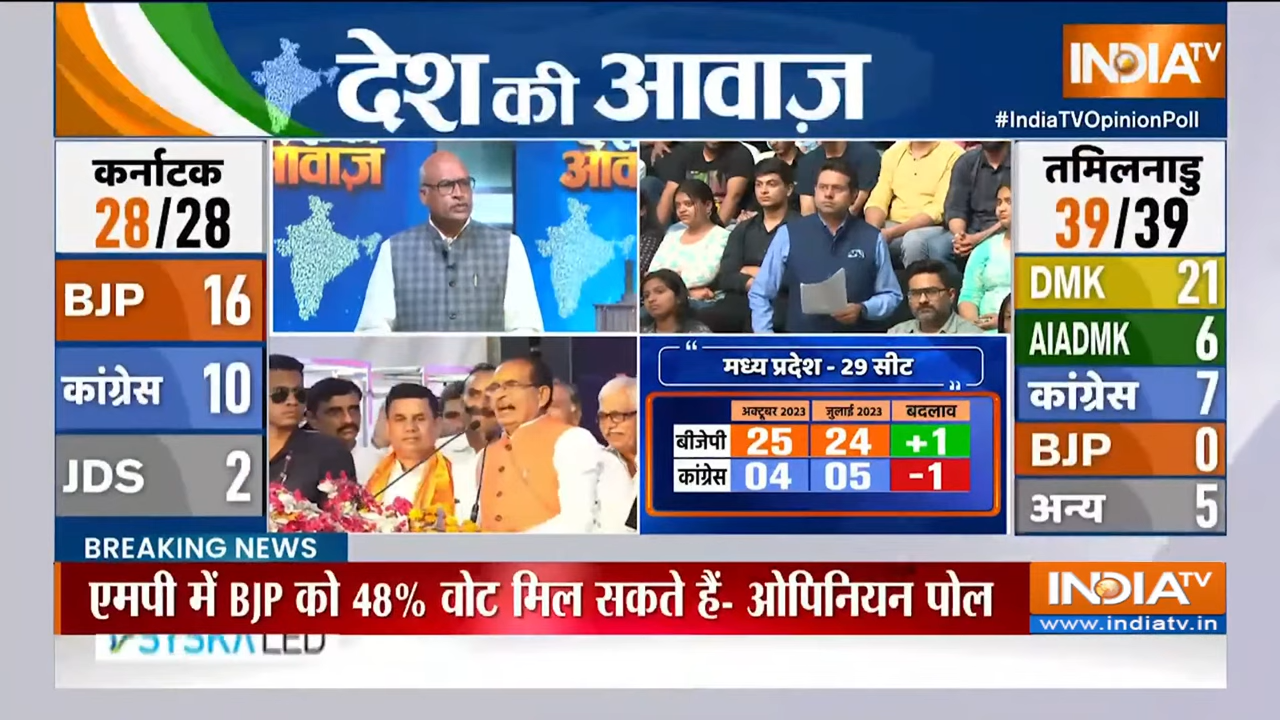 देश की आवाज़
INDIA TV
#IndiaTVOpinionPoll
कर्नाटक
28/28
BJP 16
कांग्रेस 10
JDS 2
आवाज़
तमिलनाडु
39/39
DMK 21
AIADMK 6
कांग्रेस 7
BJP 0
अन्य 5
“ मध्य प्रदेश - 29 सीट ”
अक्टूबर 2023 जुलाई 2023 बदलाव
बीजेपी 25 24 +1
कांग्रेस 04 05 -1
BREAKING NEWS
एमपी में BJP को 48% वोट मिल सकते हैं- ओपिनियन पोल
INDIA TV
www.indiatv.in
SYSKA LED